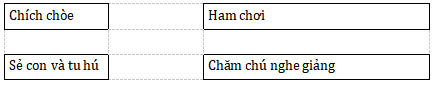 Chích chòe
Ham chơi
Sẻ con và tu hú
Chăm chú nghe giảng